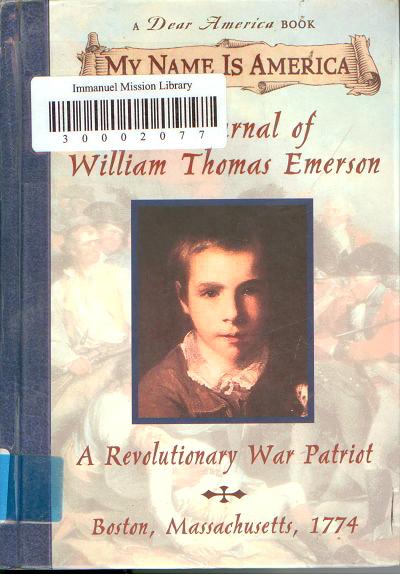 A Dear America BOOK
MY NAME IS AMERICA
Immanuel Mission Library
30002077
urnal of
William Thomas Emerson
A Revolutionary War Patriot
Boston, Massachusetts, 1774